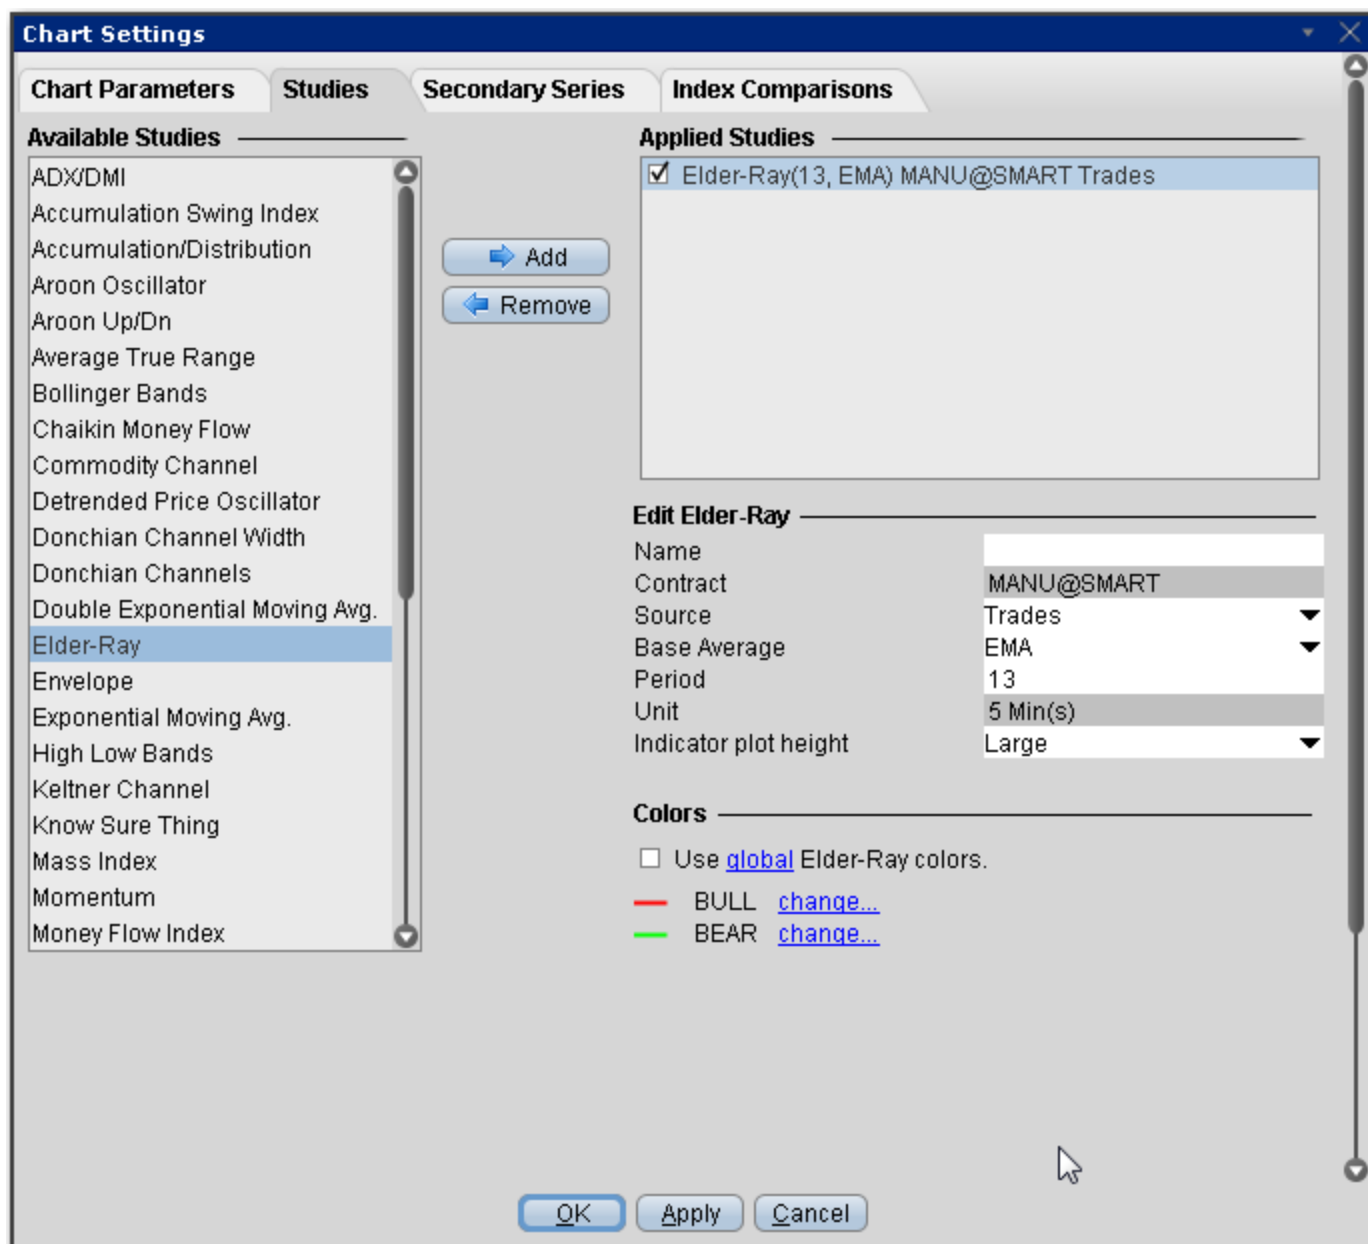 Chart Settings
Chart Parameters
Studies
Secondary Series
Index Comparisons
Available Studies
ADX/DMI
Accumulation Swing Index
Accumulation/Distribution
Aroon Oscillator
Aroon Up/Dn
Average True Range
Bollinger Bands
Chaikin Money Flow
Commodity Channel
Detrended Price Oscillator
Donchian Channel Width
Donchian Channels
Double Exponential Moving Avg.
Elder-Ray
Envelope
Exponential Moving Avg.
High Low Bands
Keltner Channel
Know Sure Thing
Mass Index
Momentum
Money Flow Index
Add
Remove
Applied Studies
Elder-Ray(13, EMA) MANU@SMART Trades
Edit Elder-Ray
Name
Contract MANU@SMART
Source Trades
Base Average EMA
Period 13
Unit 5 Min(s)
Indicator plot height Large
Colors
Use global Elder-Ray colors.
BULL change...
BEAR change...
OK
Apply
Cancel